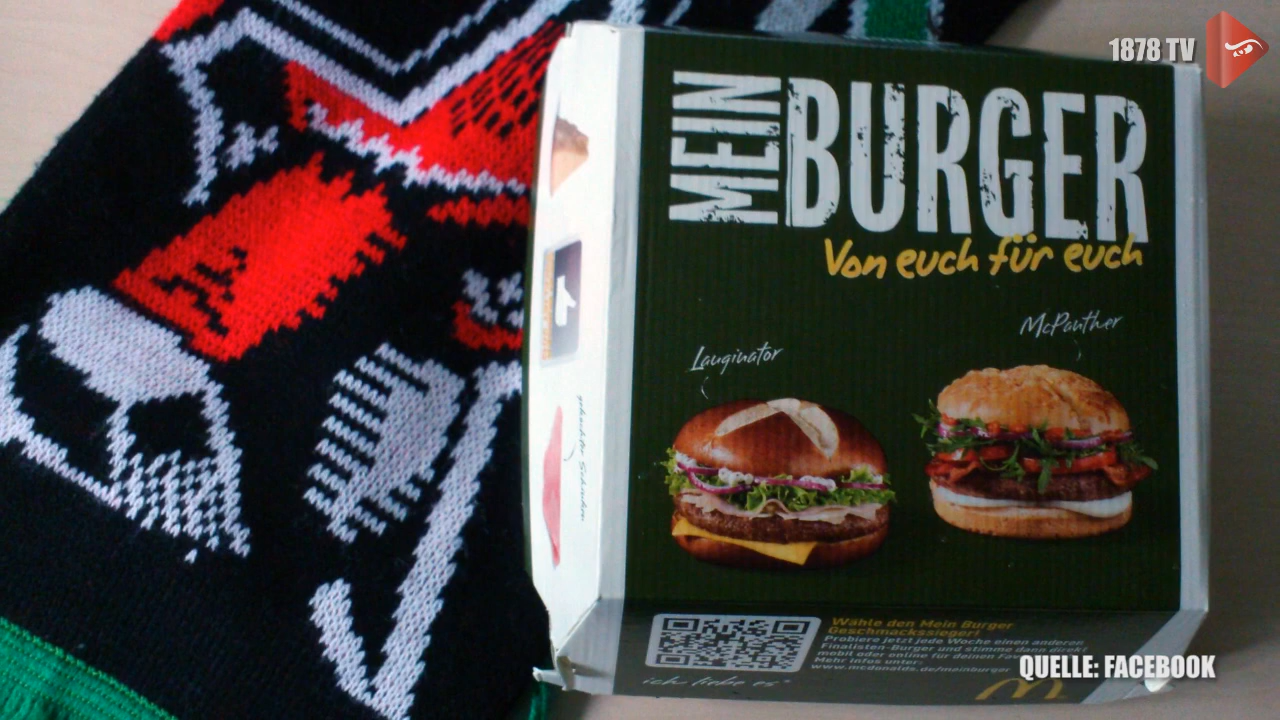 1878 TV
MEIN
BURGER
Von euch für euch
McPanther
Lauginator
gekochter Schinken
Wähle den Mein Burger
Geschmackssieger!
Probiere jetzt jede Woche einen anderen
Finalisten-Burger und stimme dann direkt
mobil oder online für deinen
Mehr Infos unter:
www.mcdonalds.de/meinburger
ich liebe es
QUELLE: FACEBOOK